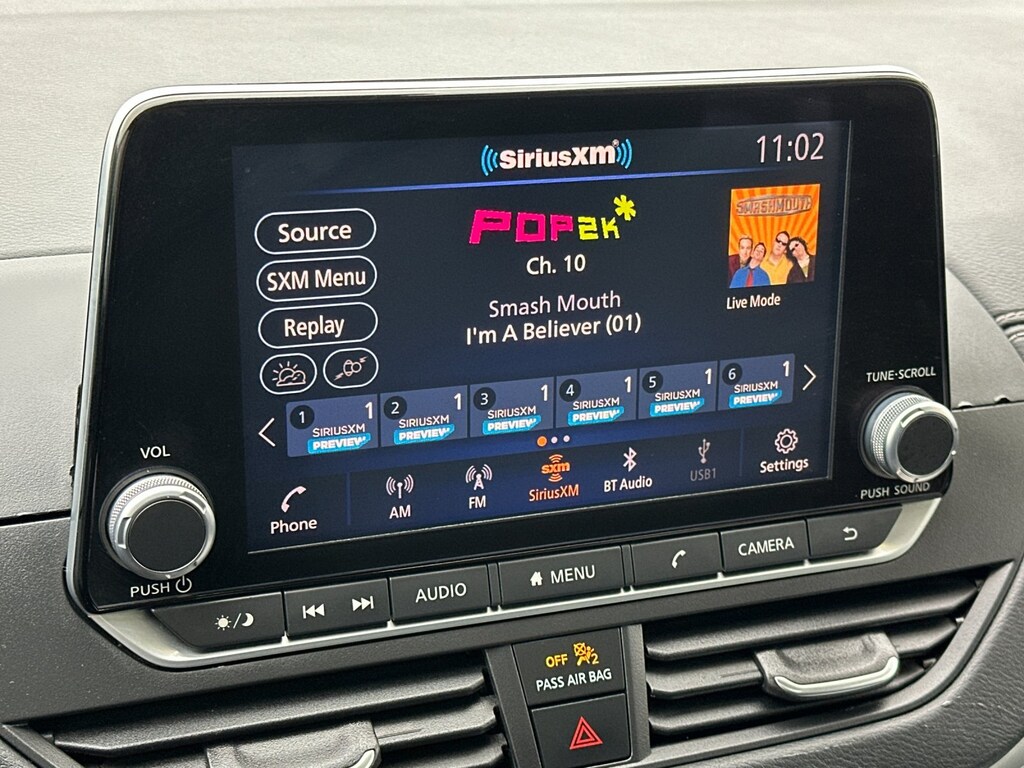 SiriusXM
11:02
Source
SXM Menu
Replay
POP2K*
Ch. 10
Smash Mouth
I'm A Believer (01)
SMASHMOUTH
Live Mode
1 1 SIRIUSXM PREVIEW
2 1 SIRIUSXM PREVIEW
3 1 SIRIUSXM PREVIEW
4 1 SIRIUSXM PREVIEW
5 1 SIRIUSXM PREVIEW
6 1 SIRIUSXM PREVIEW
Phone
AM
FM
sxm
SiriusXM
BT Audio
USB1
Settings
VOL
PUSH
TUNE·SCROLL
PUSH SOUND
AUDIO
MENU
CAMERA
OFF 2
PASS AIR BAG